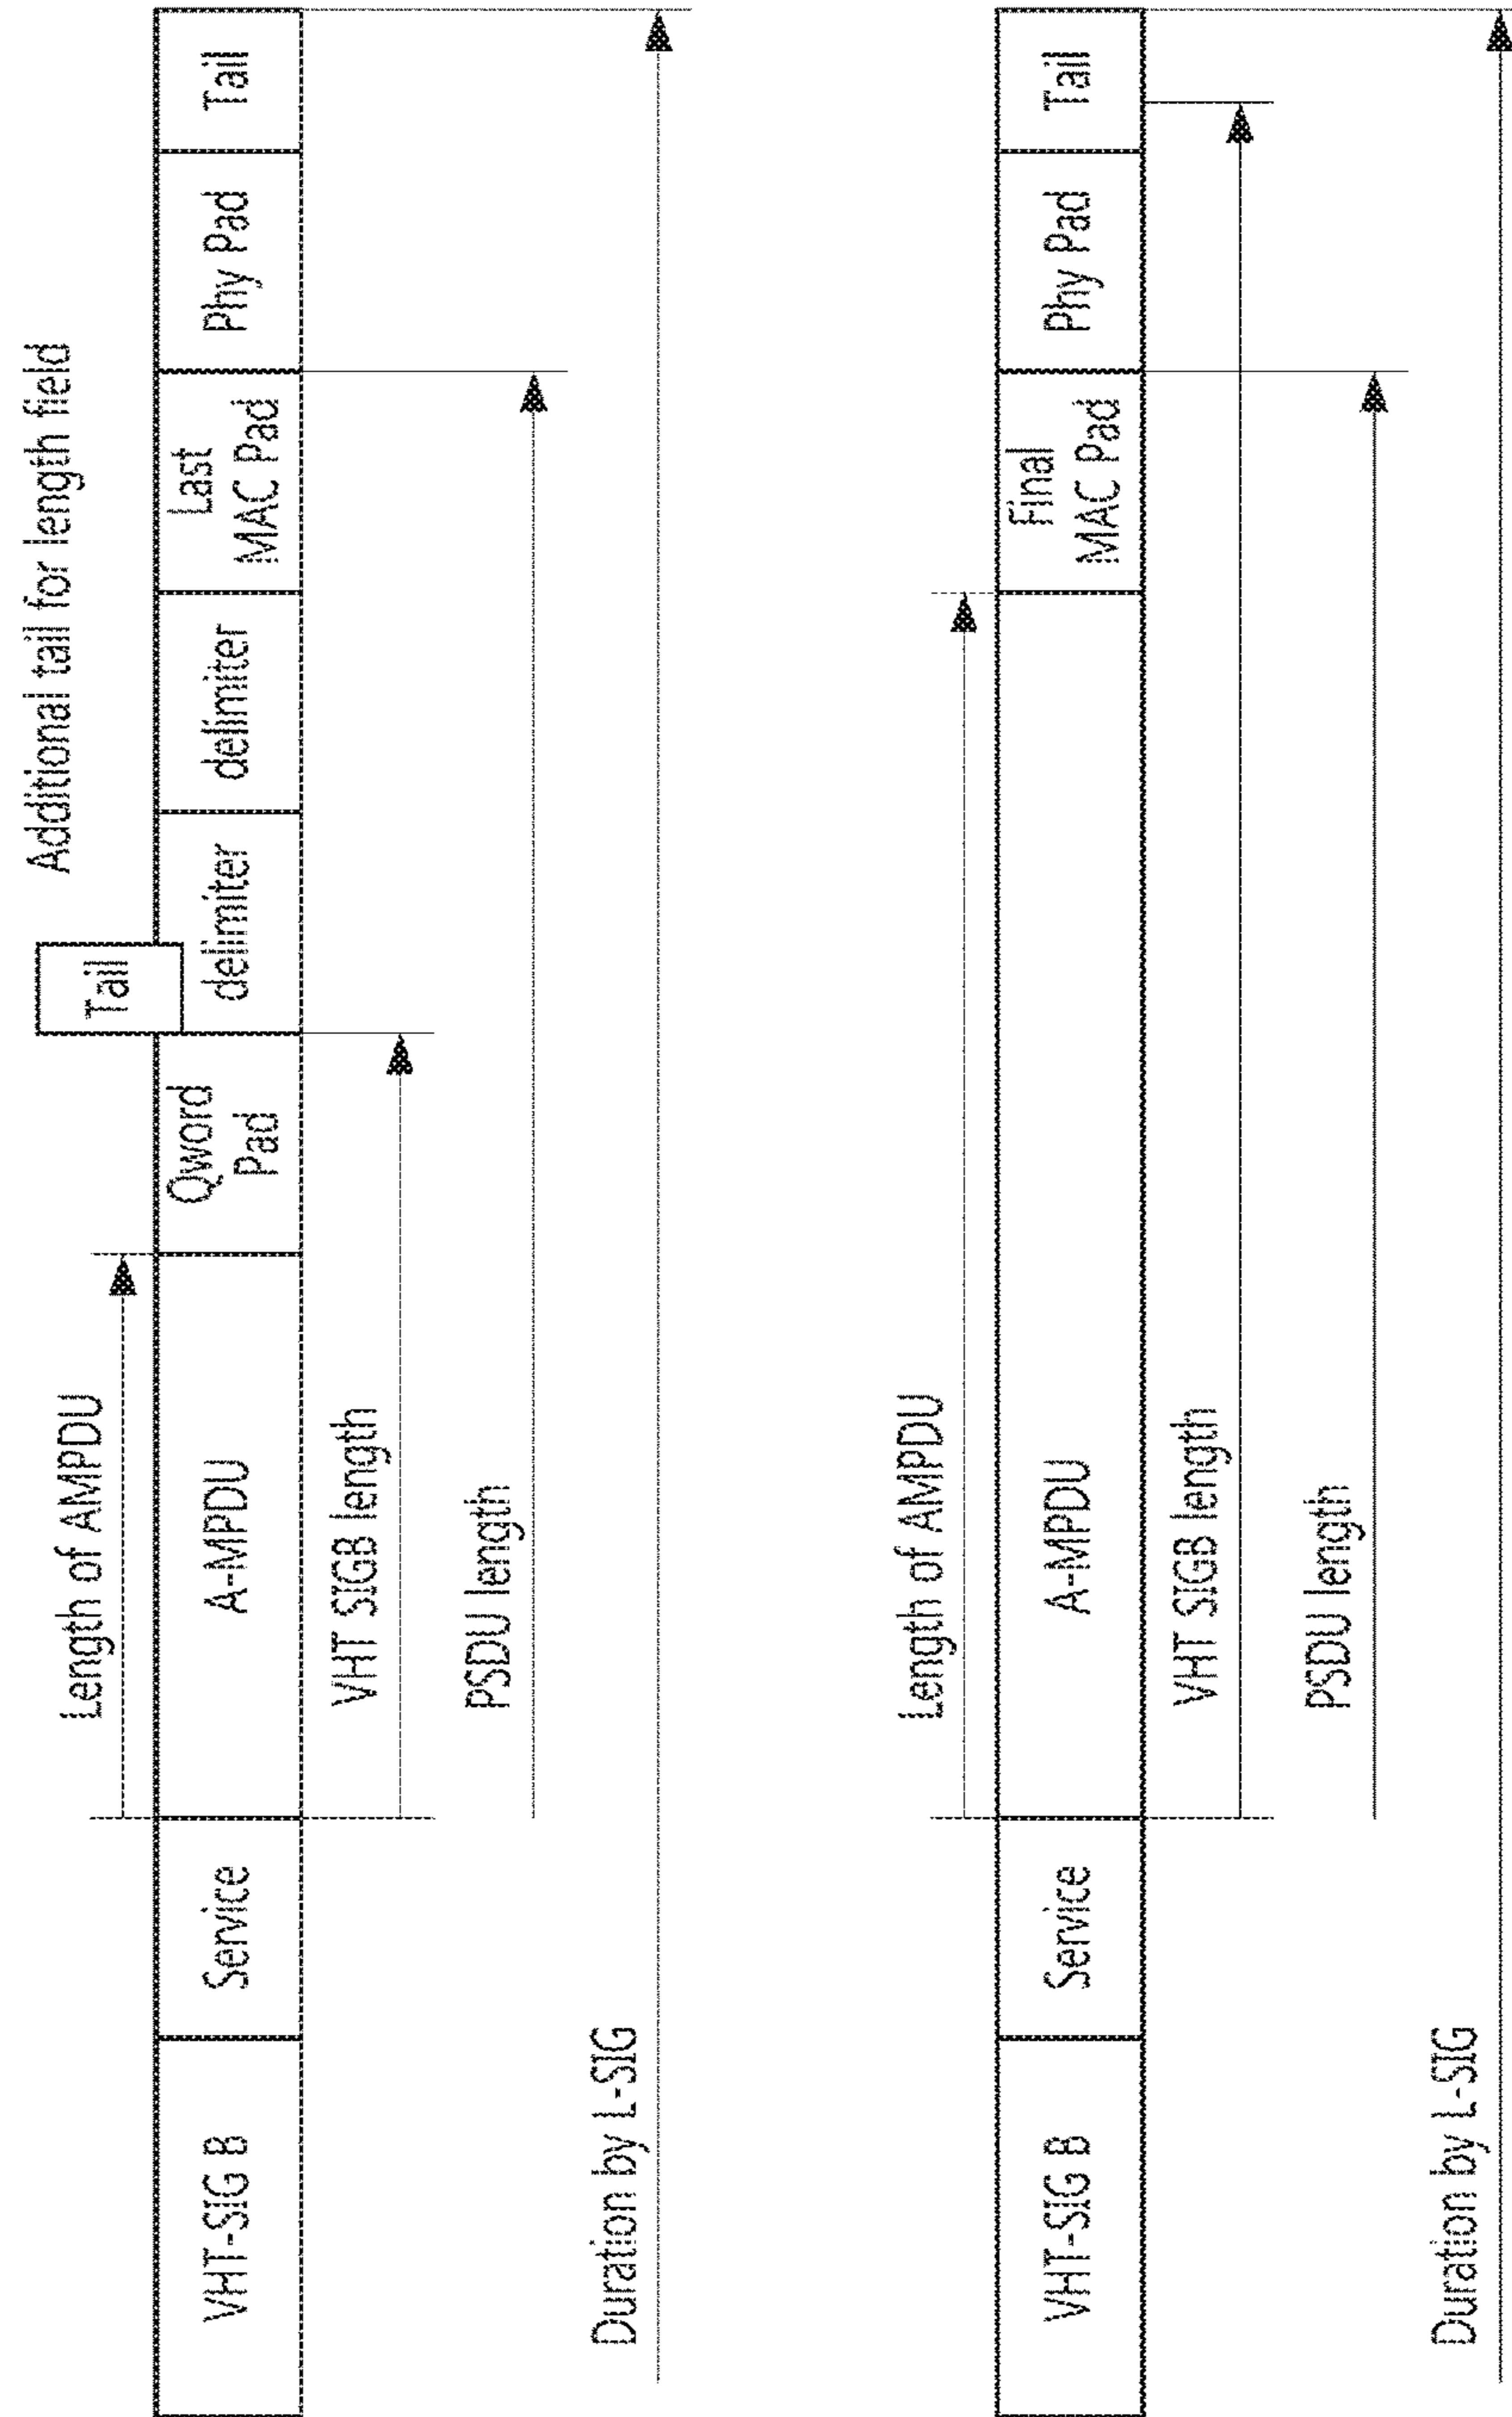 Additional tail for length field
Length of AMPDU
Tail
VHT-SIG B
Service
A-MPDU
Qword
Pad
delimiter
delimiter
Last
MAC Pad
Phy Pad
Tail
VHT SIGB length
PSDU length
Duration by L-SIG
Length of AMPDU
VHT-SIG B
Service
A-MPDU
Final
MAC Pad
Phy Pad
Tail
VHT SIGB length
PSDU length
Duration by L-SIG